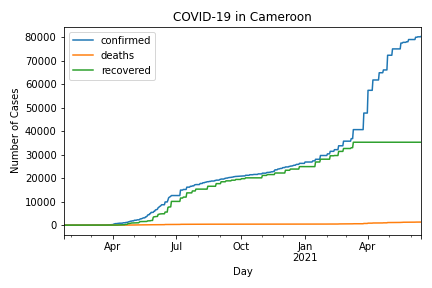 COVID-19 in Cameroon
confirmed
deaths
recovered
80000
70000
60000
50000
40000
30000
20000
10000
0
Number of Cases
Apr
Jul
Oct
Jan
2021
Apr
Day